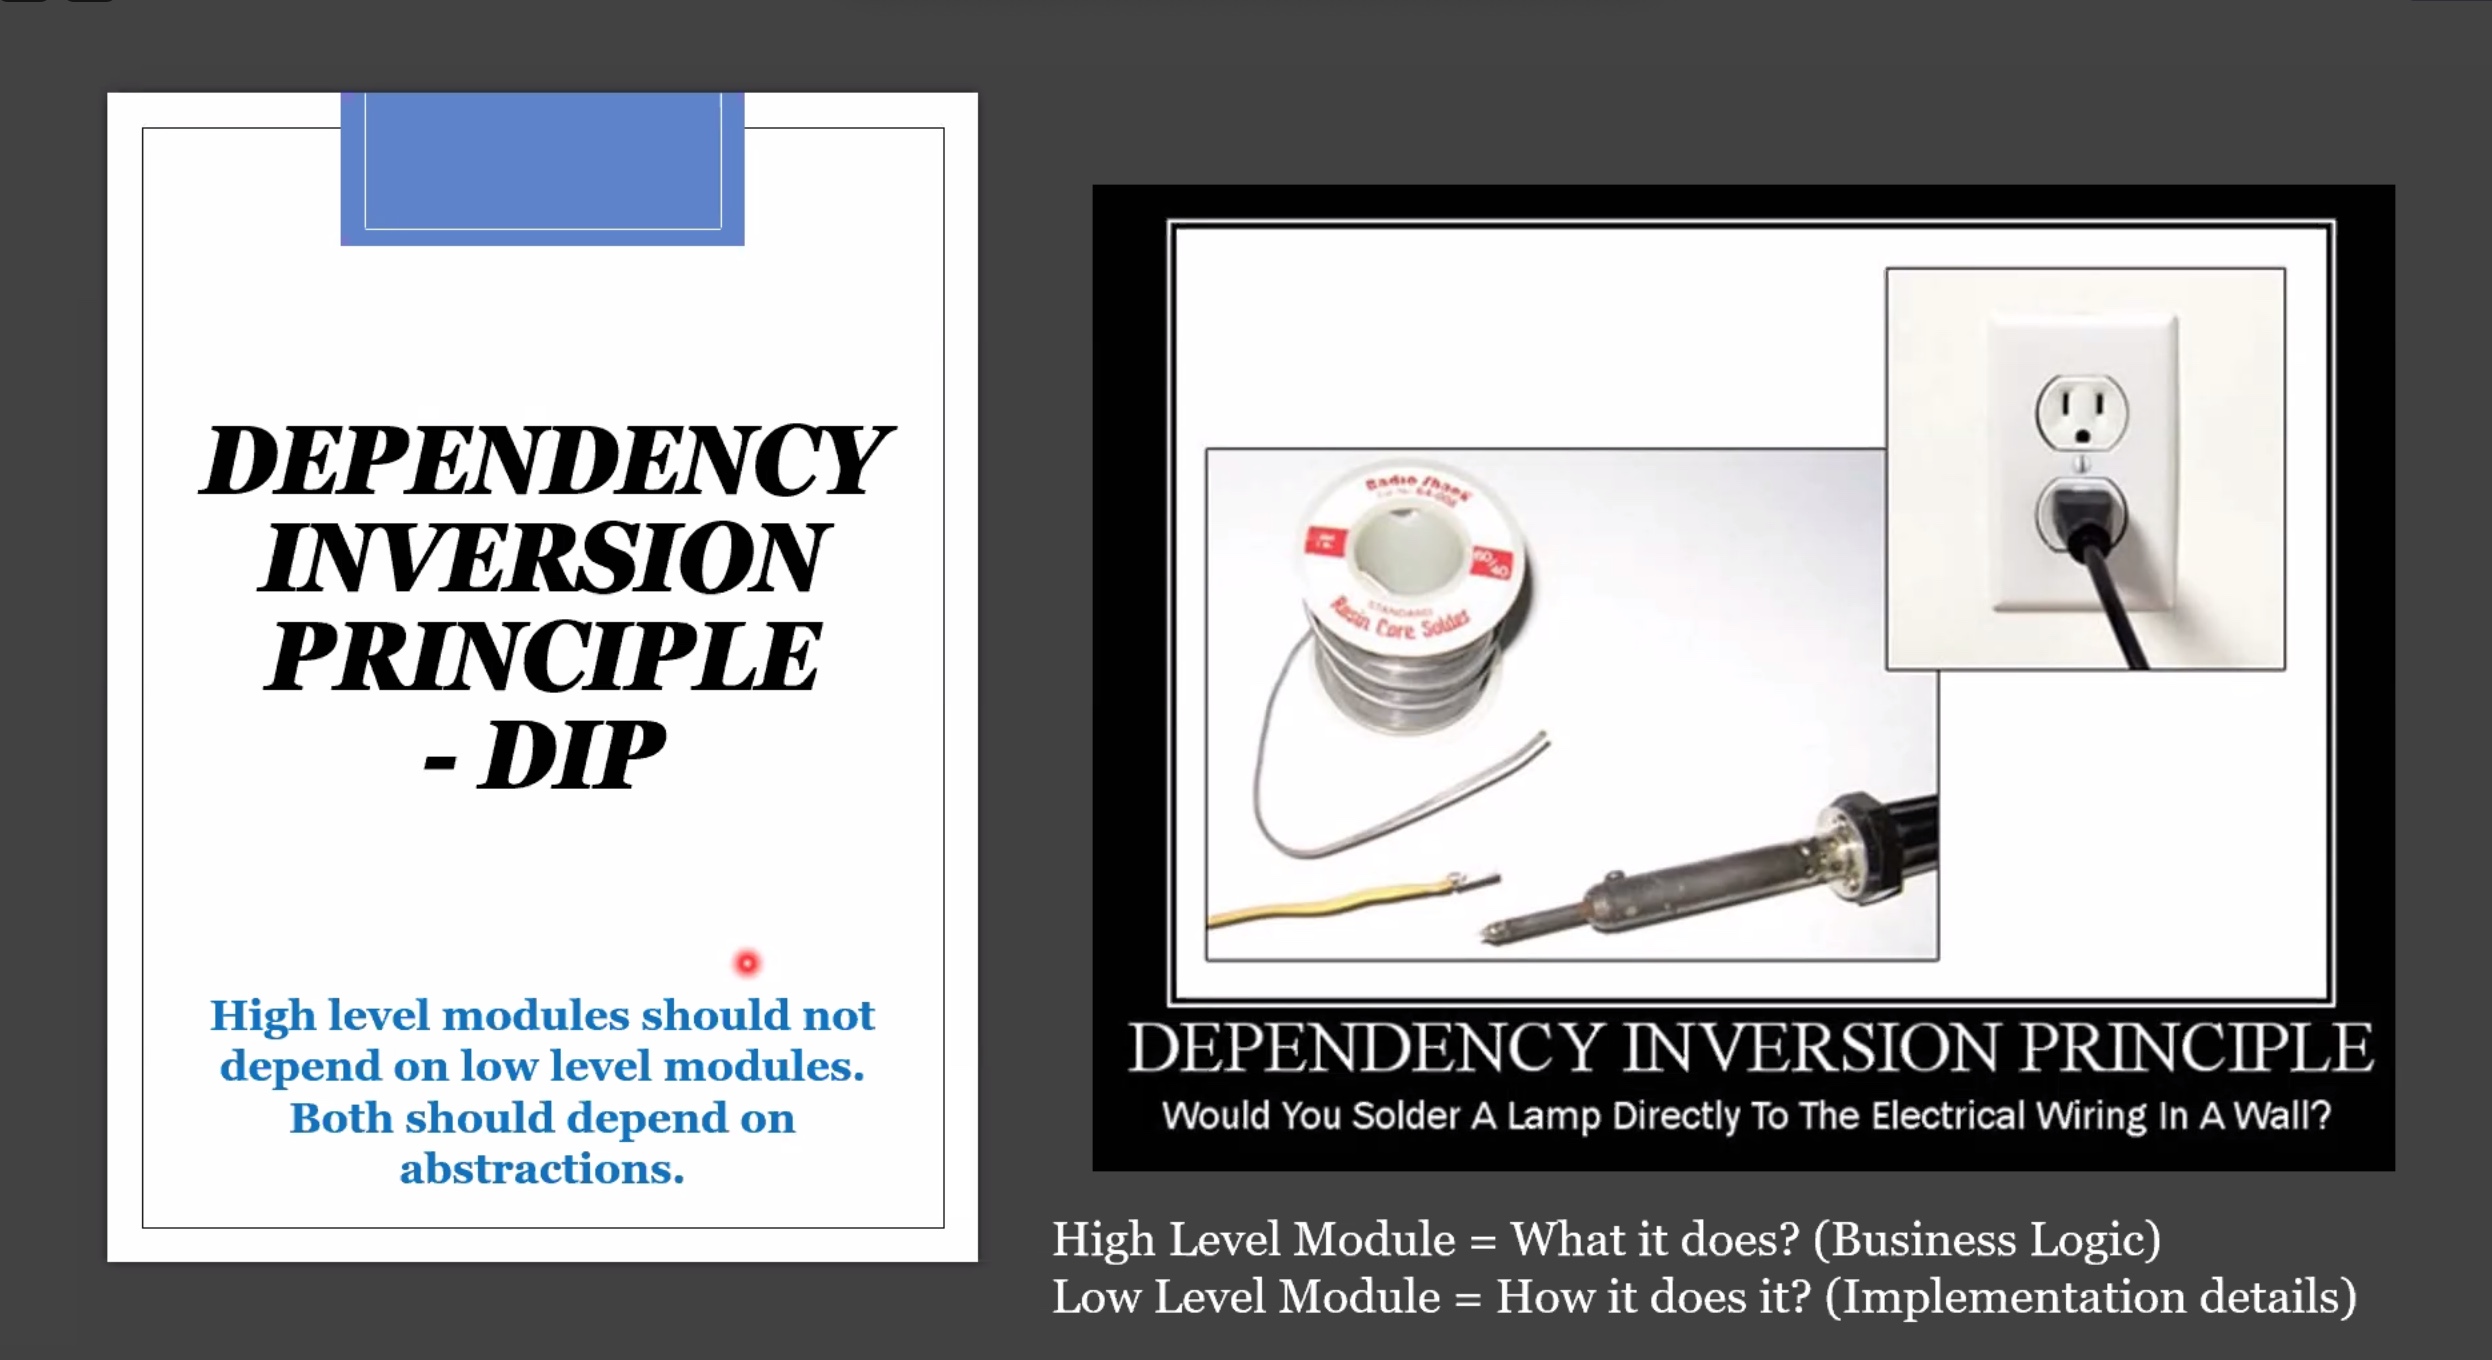 DEPENDENCY
INVERSION
PRINCIPLE
- DIP
High level modules should not
depend on low level modules.
Both should depend on
abstractions.
Radio Shack
60/40
STANDARD
Rosin Core Solder
DEPENDENCY INVERSION PRINCIPLE
Would You Solder A Lamp Directly To The Electrical Wiring In A Wall?
High Level Module = What it does? (Business Logic)
Low Level Module = How it does it? (Implementation details)